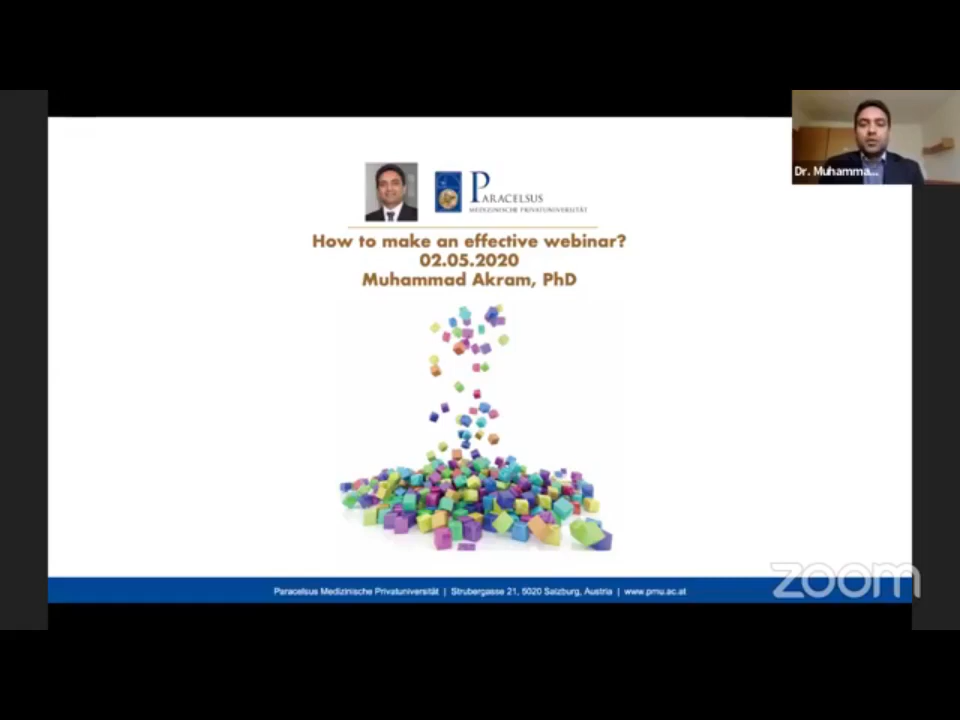 Dr. Muhamma...
PARACELSUS
MEDIZINISCHE PRIVATUNIVERSITÄT
How to make an effective webinar?
02.05.2020
Muhammad Akram, PhD
zoom
Paracelsus Medizinische Privatuniversität | Strubergasse 21, 5020 Salzburg, Austria | www.pmu.ac.at